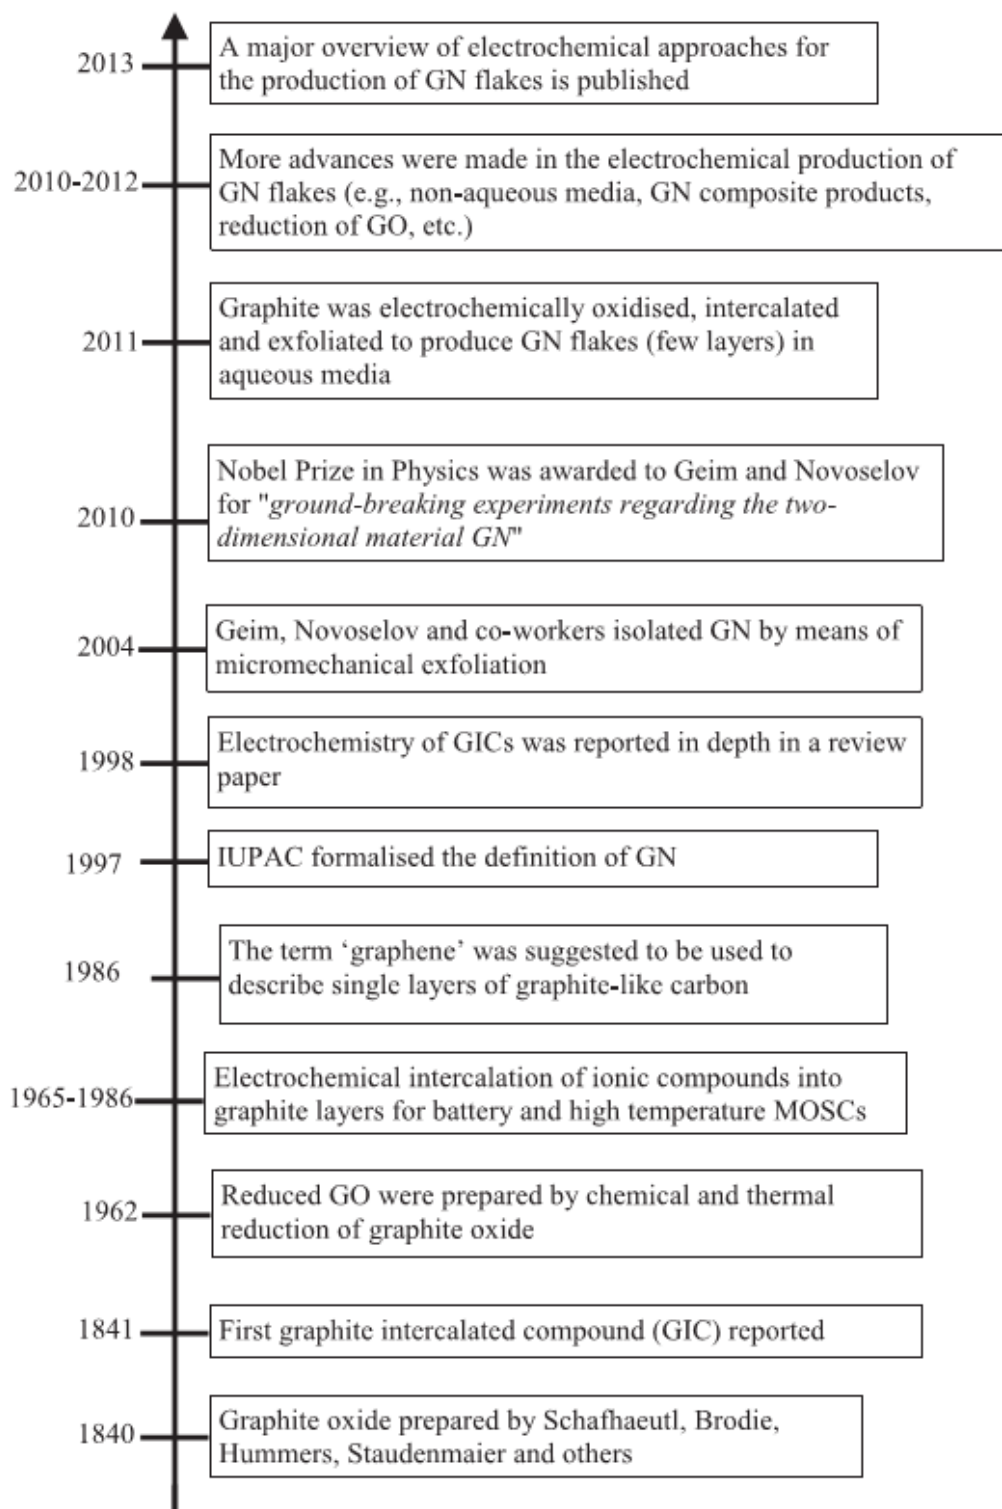 2013
A major overview of electrochemical approaches for
the production of GN flakes is published
2010-2012
More advances were made in the electrochemical production of
GN flakes (e.g., non-aqueous media, GN composite products,
reduction of GO, etc.)
2011
Graphite was electrochemically oxidised, intercalated
and exfoliated to produce GN flakes (few layers) in
aqueous media
2010
Nobel Prize in Physics was awarded to Geim and Novoselov
for "ground-breaking experiments regarding the two-
dimensional material GN"
2004
Geim, Novoselov and co-workers isolated GN by means of
micromechanical exfoliation
1998
Electrochemistry of GICs was reported in depth in a review
paper
1997
IUPAC formalised the definition of GN
1986
The term ‘graphene’ was suggested to be used to
describe single layers of graphite-like carbon
1965-1986
Electrochemical intercalation of ionic compounds into
graphite layers for battery and high temperature MOSCs
1962
Reduced GO were prepared by chemical and thermal
reduction of graphite oxide
1841
First graphite intercalated compound (GIC) reported
1840
Graphite oxide prepared by Schafhaeutl, Brodie,
Hummers, Staudenmaier and others